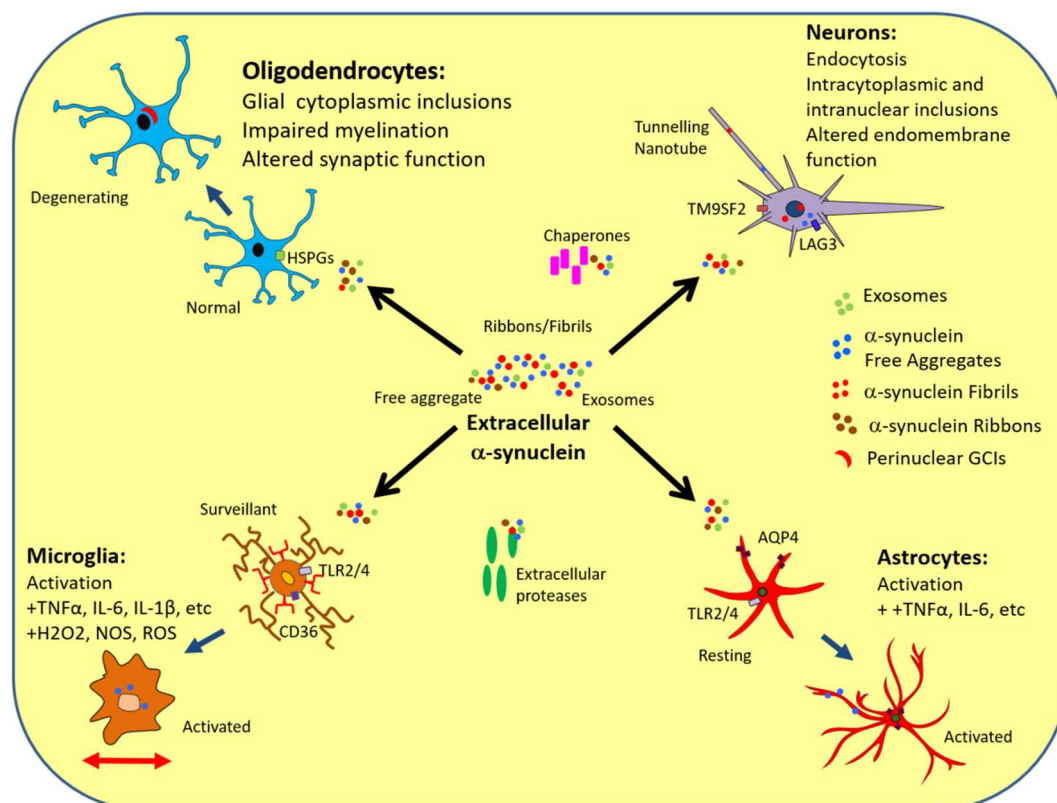 Oligodendrocytes:
Glial cytoplasmic inclusions
Impaired myelination
Altered synaptic function
Degenerating
HSPGs
Normal
Neurons:
Endocytosis
Intracytoplasmic and
intranuclear inclusions
Altered endomembrane
function
Tunnelling
Nanotube
TM9SF2
LAG3
Chaperones
Ribbons/Fibrils
Free aggregate
Exosomes
Extracellular
α-synuclein
Exosomes
α-synuclein
Free Aggregates
α-synuclein Fibrils
α-synuclein Ribbons
Perinuclear GCIs
Microglia:
Activation
+TNFα, IL-6, IL-1β, etc
+H2O2, NOS, ROS
Surveillant
TLR2/4
CD36
Activated
Extracellular
proteases
AQP4
TLR2/4
Resting
Astrocytes:
Activation
+ +TNFα, IL-6, etc
Activated